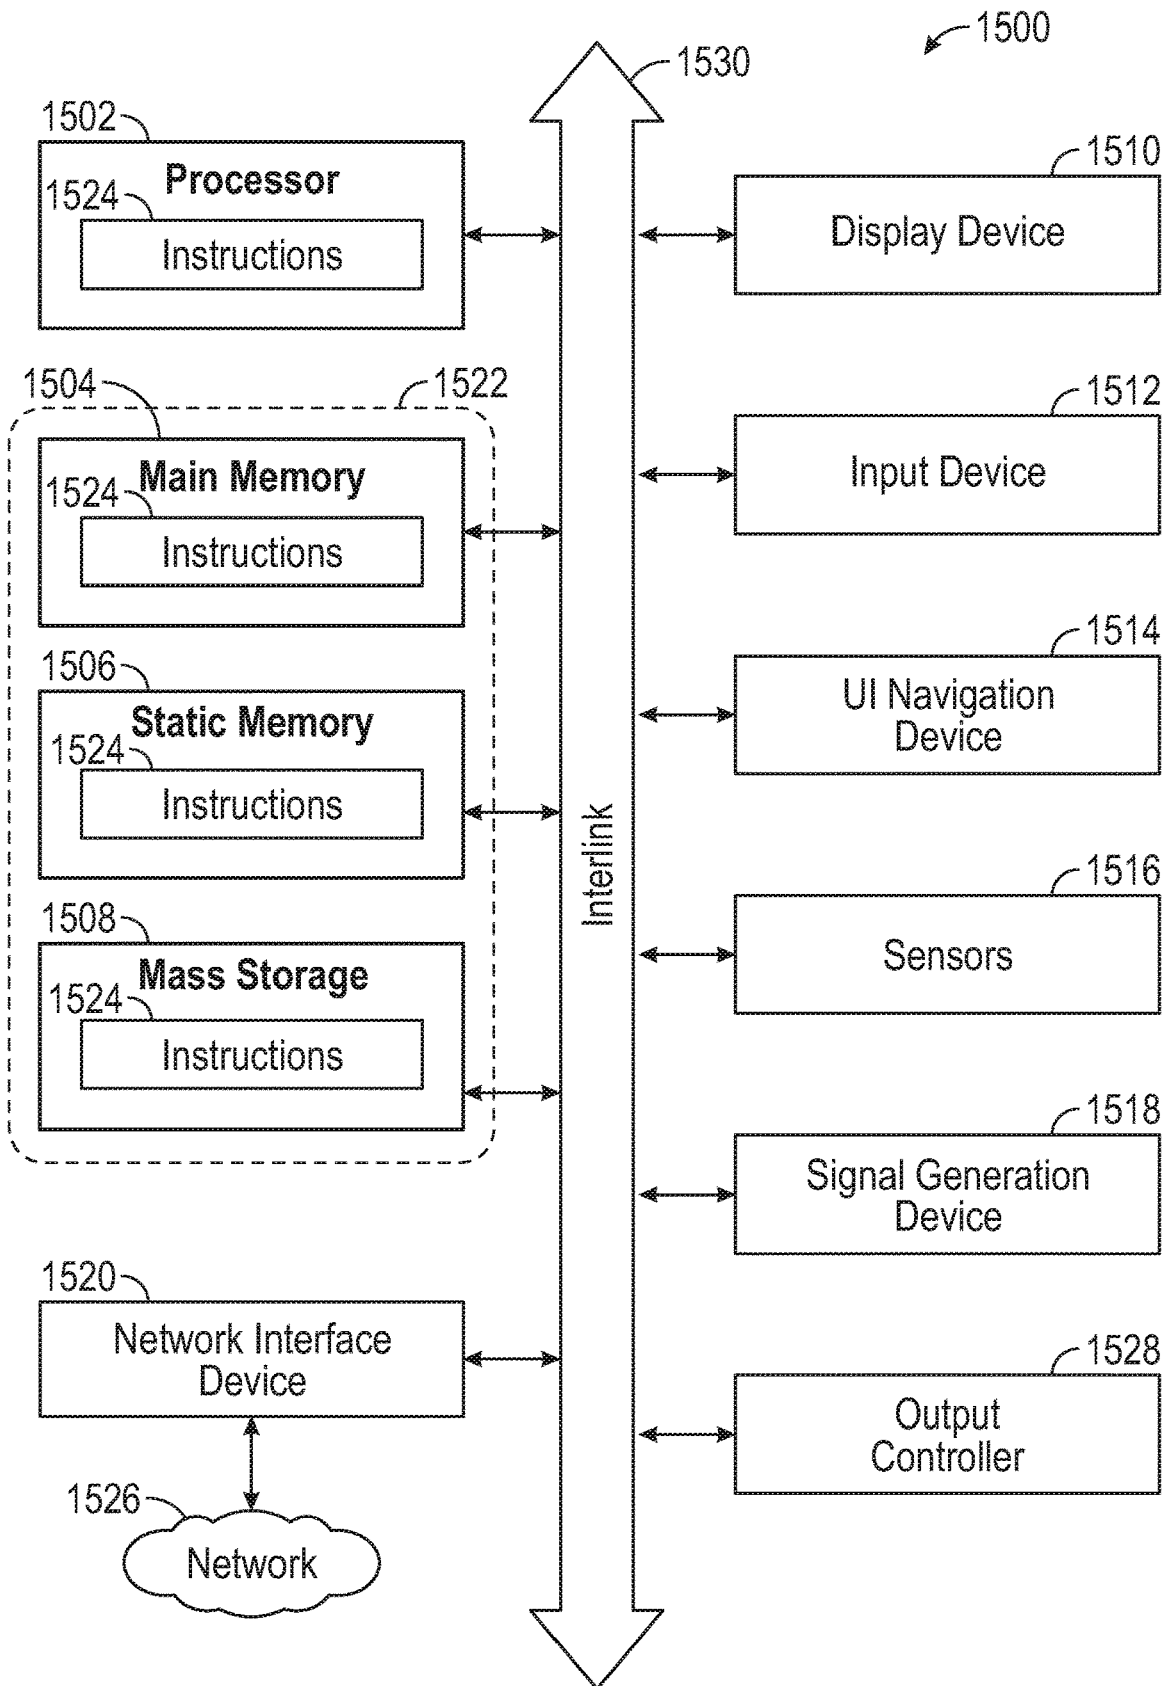 1500
1530
1502
Processor
1524
Instructions
1504
1522
Main Memory
1524
Instructions
1506
Static Memory
1524
Instructions
1508
Mass Storage
1524
Instructions
1520
Network Interface
Device
1526
Network
Interlink
1510
Display Device
1512
Input Device
1514
UI Navigation
Device
1516
Sensors
1518
Signal Generation
Device
1528
Output
Controller